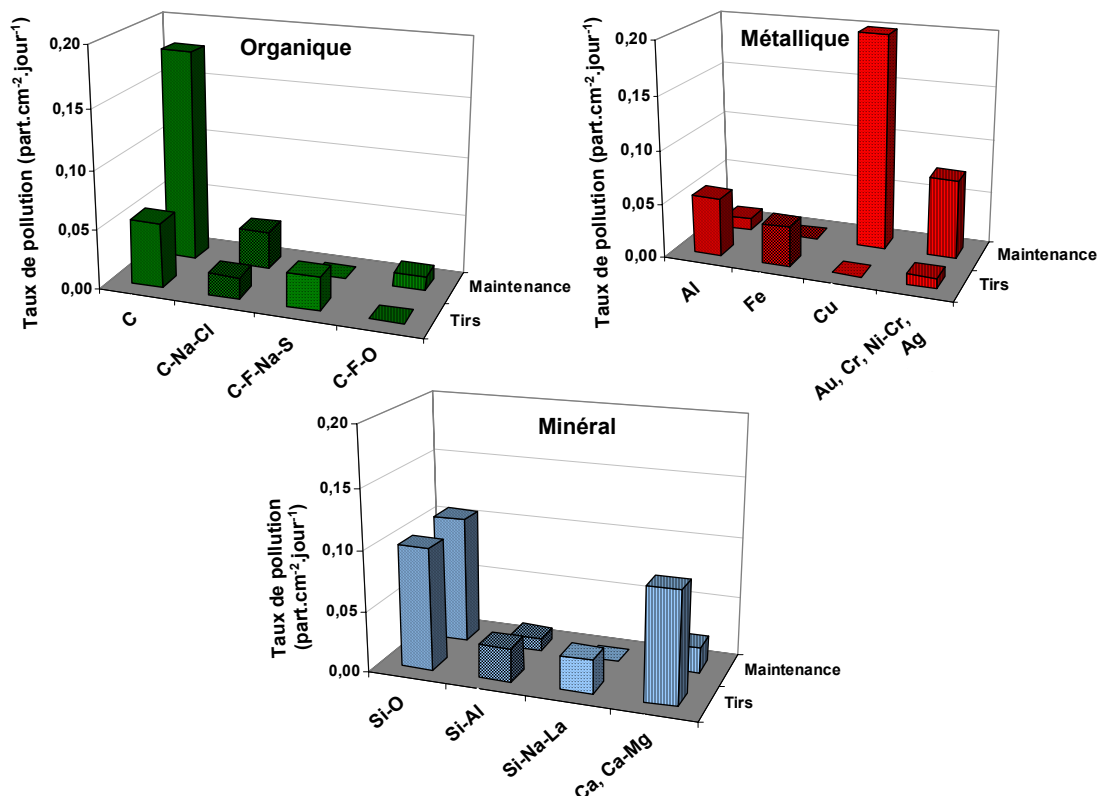 Organique
Taux de pollution (part.cm⁻².jour⁻¹)
0,20
0,15
0,10
0,05
0,00
C
C-Na-Cl
C-F-Na-S
C-F-O
Maintenance
Tirs
Métallique
Taux de pollution (part.cm⁻².jour⁻¹)
0,20
0,15
0,10
0,05
0,00
Al
Fe
Cu
Au, Cr, Ni-Cr,
Ag
Maintenance
Tirs
Minéral
Taux de pollution
(part.cm⁻².jour⁻¹)
0,20
0,15
0,10
0,05
0,00
Si-O
Si-Al
Si-Na-La
Ca, Ca-Mg
Maintenance
Tirs